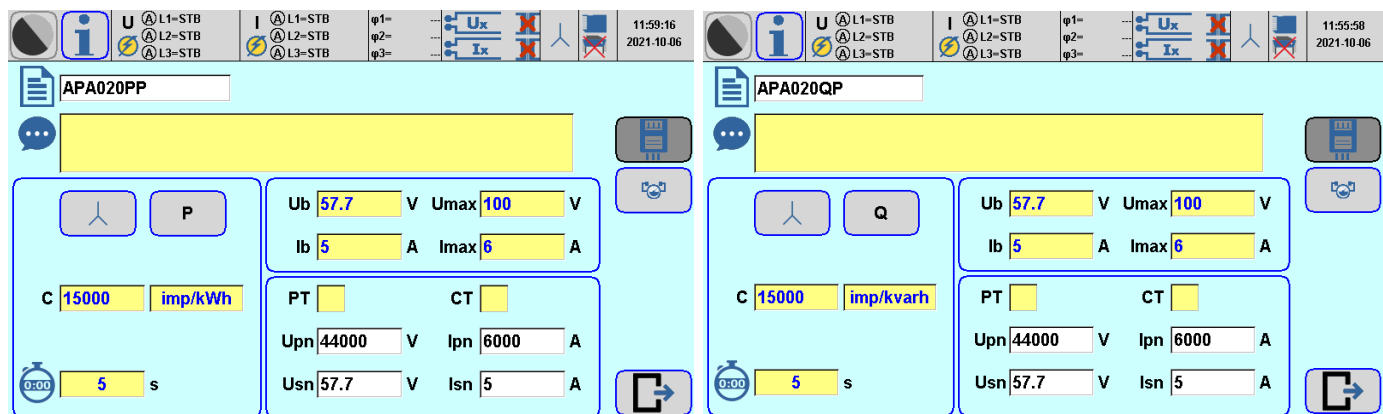 U Ⓐ L1=STB I Ⓐ L1=STB φ1= --- Ux 11:59:16
Ⓐ L2=STB Ⓐ L2=STB φ2= --- 2021-10-06
Ⓐ L3=STB Ⓐ L3=STB φ3= --- Ix
APA020PP
P
Ub 57.7 V Umax 100 V
Ib 5 A Imax 6 A
C 15000 imp/kWh
PT CT
Upn 44000 V Ipn 6000 A
0:00 5 s
Usn 57.7 V Isn 5 A
U Ⓐ L1=STB I Ⓐ L1=STB φ1= --- Ux 11:55:58
Ⓐ L2=STB Ⓐ L2=STB φ2= --- 2021-10-06
Ⓐ L3=STB Ⓐ L3=STB φ3= --- Ix
APA020QP
Q
Ub 57.7 V Umax 100 V
Ib 5 A Imax 6 A
C 15000 imp/kvarh
PT CT
Upn 44000 V Ipn 6000 A
0:00 5 s
Usn 57.7 V Isn 5 A